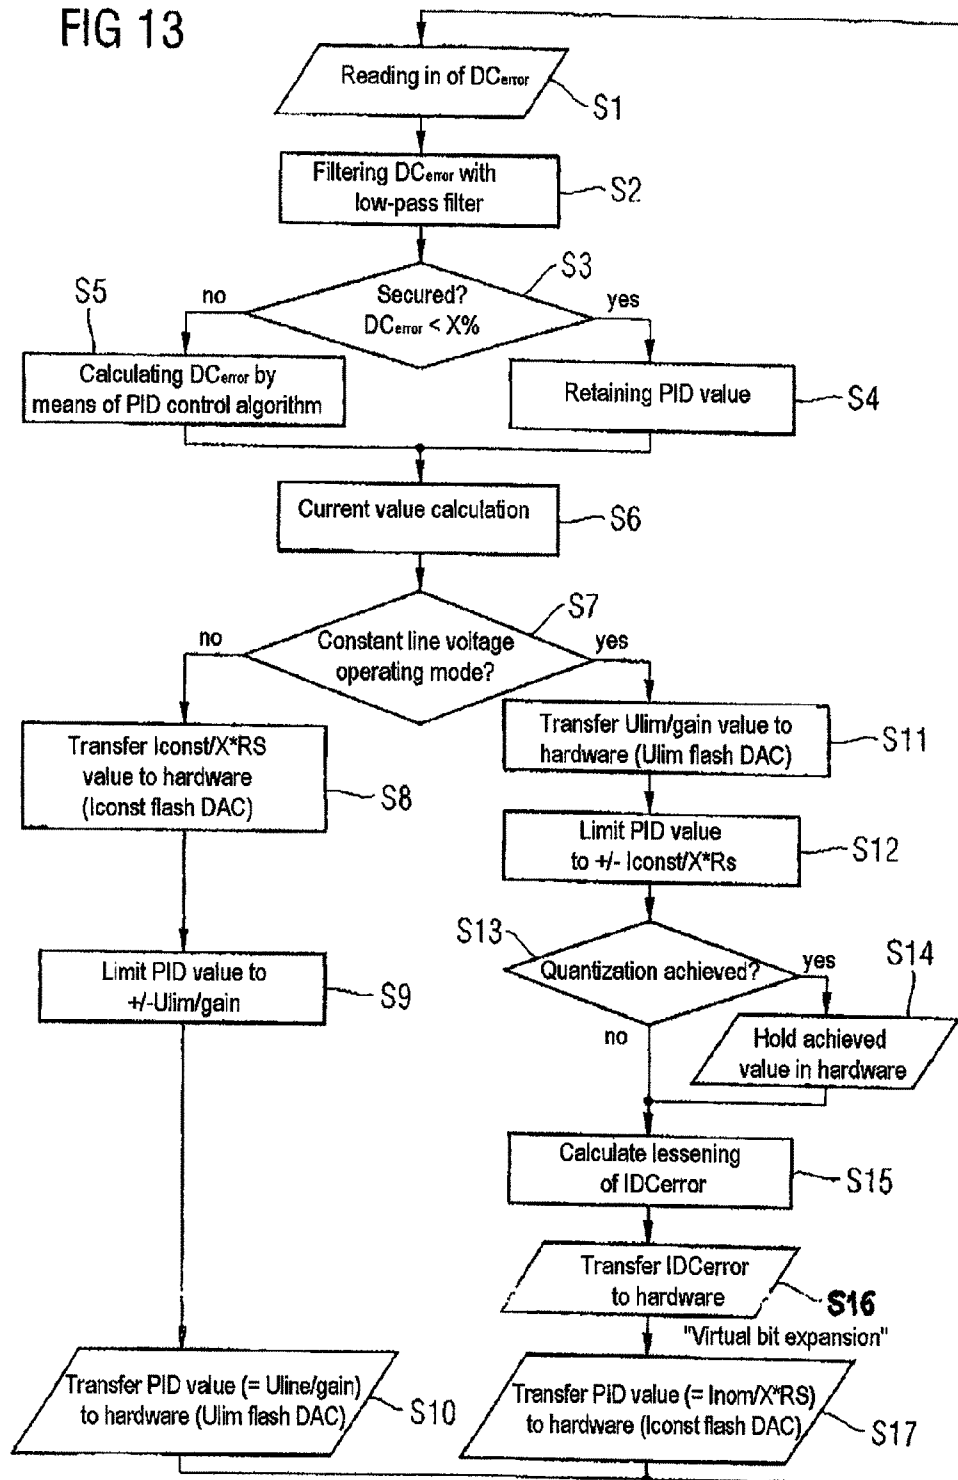 FIG 13
Reading in of DCerror
S1
Filtering DCerror with
low-pass filter
S2
S3
Secured?
DCerror < X%
no
yes
S5
Calculating DCerror by
means of PID control algorithm
Retaining PID value
S4
Current value calculation
S6
S7
Constant line voltage
operating mode?
no
yes
Transfer Iconst/X*RS
value to hardware
(Iconst flash DAC)
S8
Transfer Ulim/gain value to
hardware (Ulim flash DAC)
S11
Limit PID value
to +/- Iconst/X*Rs
S12
S13
Quantization achieved?
yes
no
S14
Hold achieved
value in hardware
Limit PID value to
+/-Ulim/gain
S9
Calculate lessening
of IDCerror
S15
Transfer IDCerror
to hardware
S16
"Virtual bit expansion"
Transfer PID value (= Uline/gain)
to hardware (Ulim flash DAC)
S10
Transfer PID value (= Inom/X*RS)
to hardware (Iconst flash DAC)
S17